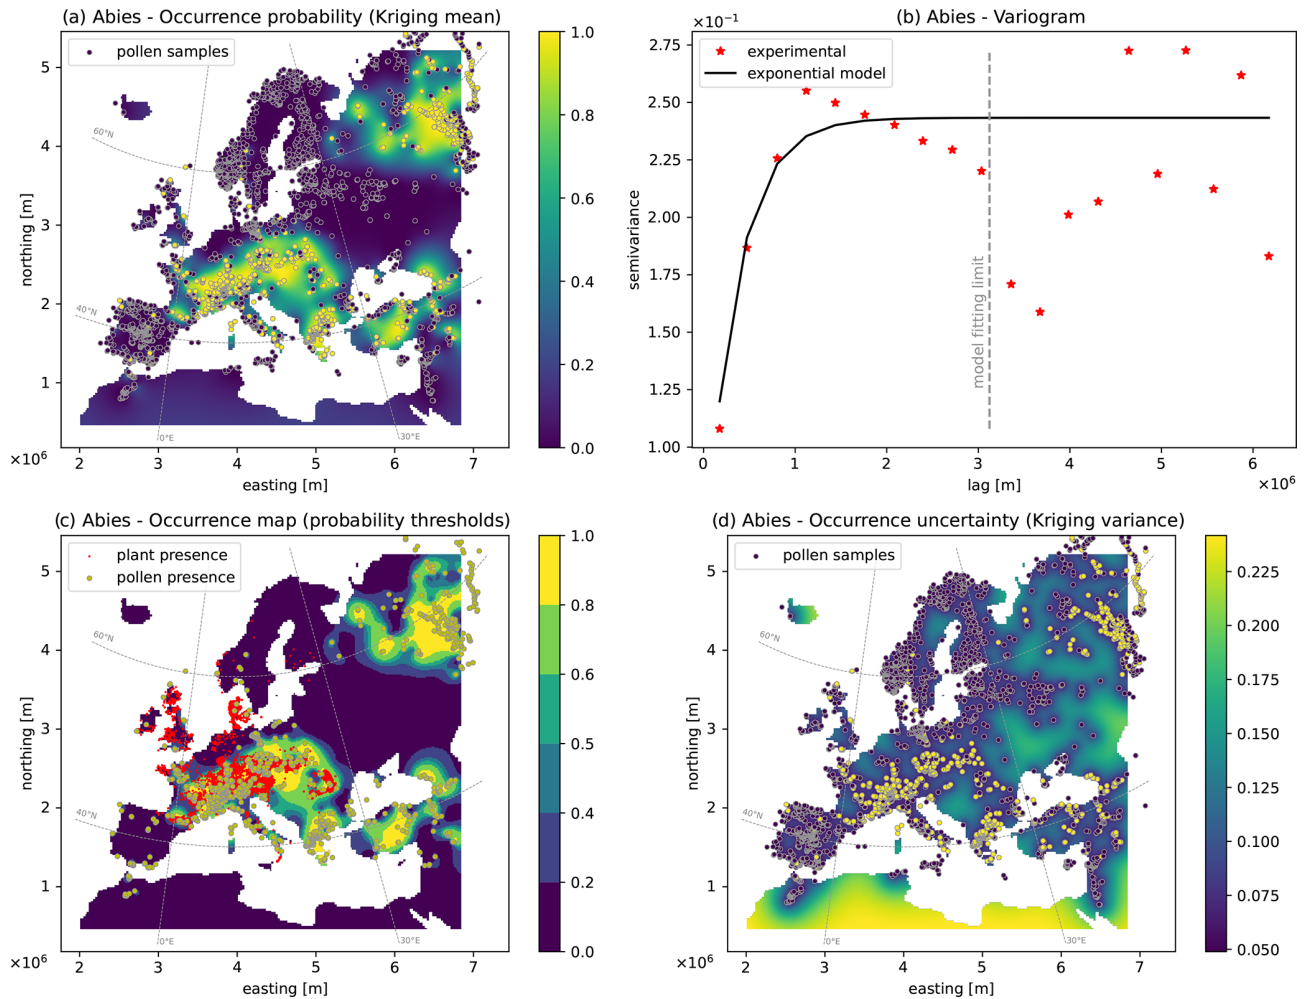 (a) Abies - Occurrence probability (Kriging mean)
pollen samples
60°N
40°N
0°E
30°E
5
4
3
2
1
northing [m]
×10⁶
2 3 4 5 6 7
easting [m]
1.0
0.8
0.6
0.4
0.2
0.0
(b) Abies - Variogram
×10⁻¹
experimental
exponential model
model fitting limit
2.75
2.50
2.25
2.00
1.75
1.50
1.25
1.00
semivariance
0 1 2 3 4 5 6
lag [m]
×10⁶
(c) Abies - Occurrence map (probability thresholds)
plant presence
pollen presence
60°N
40°N
0°E
30°E
5
4
3
2
1
northing [m]
×10⁶
2 3 4 5 6 7
easting [m]
1.0
0.8
0.6
0.5
0.4
0.2
0.0
(d) Abies - Occurrence uncertainty (Kriging variance)
pollen samples
60°N
40°N
0°E
30°E
5
4
3
2
1
northing [m]
×10⁶
2 3 4 5 6 7
easting [m]
0.225
0.200
0.175
0.150
0.125
0.100
0.075
0.050